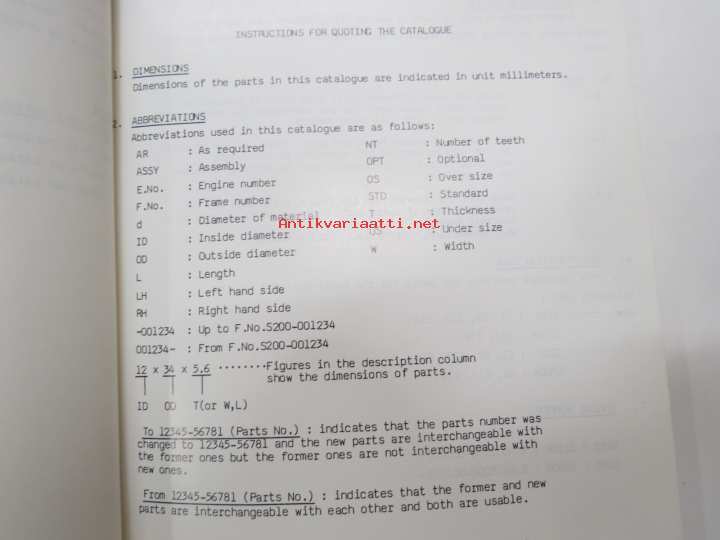 INSTRUCTIONS FOR QUOTING THE CATALOGUE
1. DIMENSIONS
Dimensions of the parts in this catalogue are indicated in unit millimeters.
2. ABBREVIATIONS
Abbreviations used in this catalogue are as follows:
AR : As required NT : Number of teeth
ASSY : Assembly OPT : Optional
E.No. : Engine number OS : Over size
F.No. : Frame number STD : Standard
d : Diameter of material T : Thickness
Antikvariaatti.net
ID : Inside diameter US : Under size
OD : Outside diameter W : Width
L : Length
LH : Left hand side
RH : Right hand side
-001234 : Up to F.No.S200-001234
001234- : From F.No.S200-001234
12 x 34 x 5,6 ········Figures in the description column
show the dimensions of parts.
ID OD T(or W,L)
To 12345-56781 (Parts No.) : indicates that the parts number was
changed to 12345-56781 and the new parts are interchangeable with
the former ones but the former ones are not interchangeable with
new ones.
From 12345-56781 (Parts No.) : indicates that the former and new
parts are interchangeable with each other and both are usable.